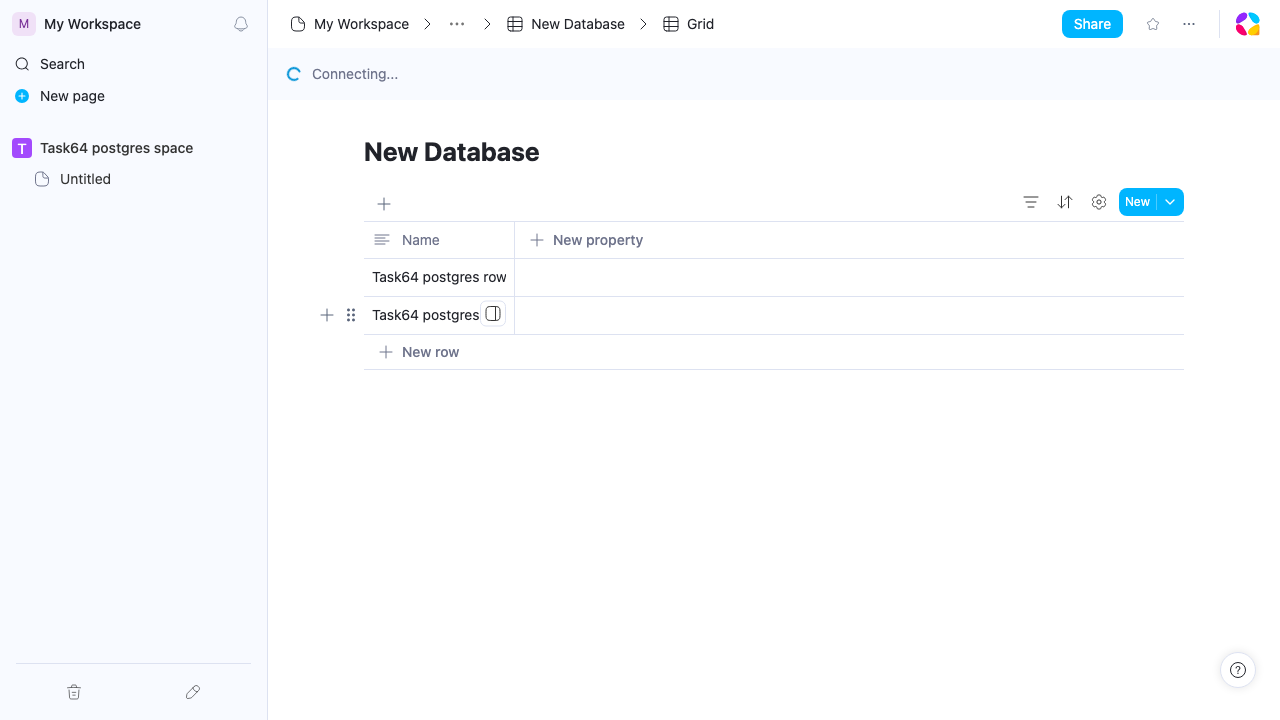 M My Workspace
Search
New page
T Task64 postgres space
Untitled
My Workspace
New Database
Grid
Share
Connecting...
New Database
New
Name
New property
Task64 postgres row
Task64 postgres
New row